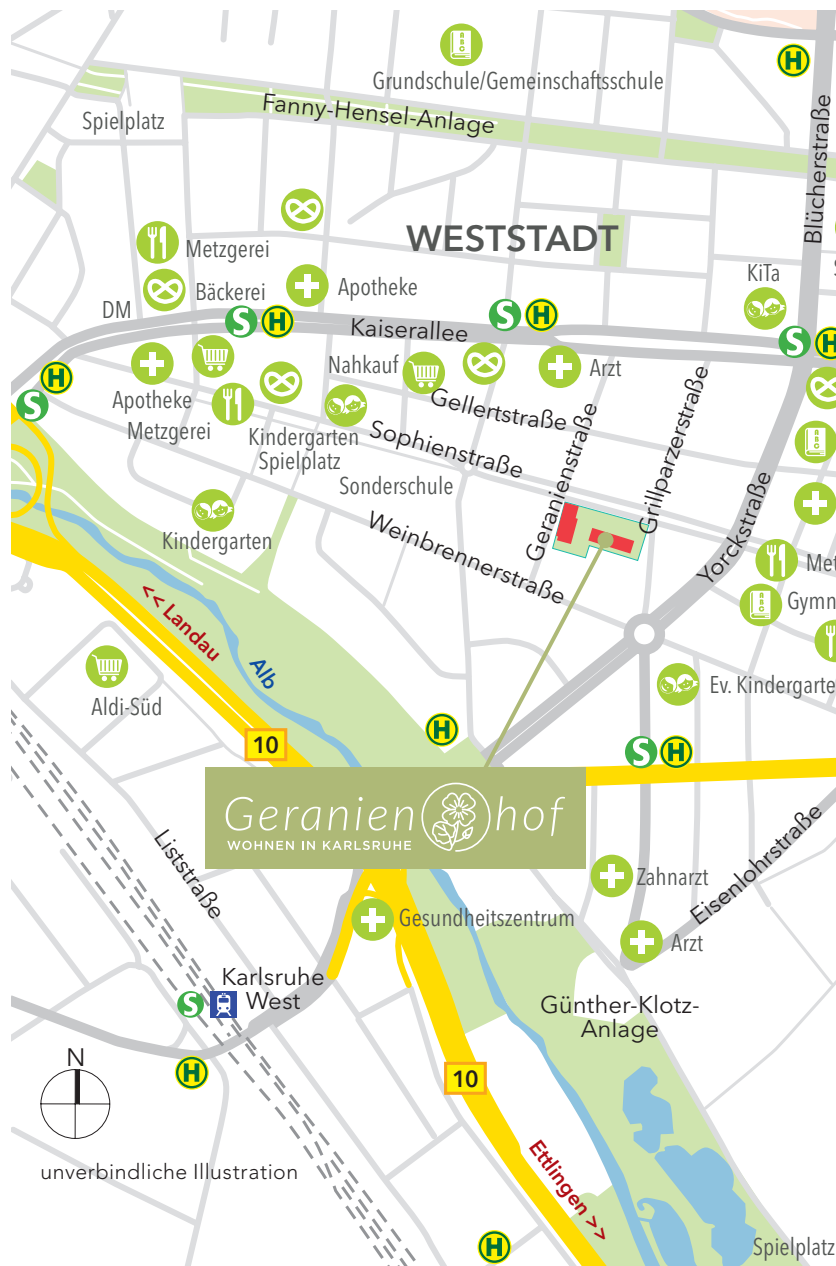 Grundschule/Gemeinschaftsschule
H
Fanny-Hensel-Anlage
Spielplatz
Blücherstraße
WESTSTADT
Metzgerei
KiTa
Bäckerei
Apotheke
DM
S H
S H
Kaiserallee
S H
H
S
Nahkauf
Arzt
Apotheke
Metzgerei
Gellertstraße
Kindergarten
Spielplatz
Sophienstraße
Geranienstraße
Grillparzerstraße
Sonderschule
Weinbrennerstraße
Yorckstraße
Kindergarten
Met
Gymn
<< Landau
Alb
Ev. Kindergarte
Aldi-Süd
H
10
S H
Geranien hof
WOHNEN IN KARLSRUHE
Liststraße
Zahnarzt
Eisenlohrstraße
Gesundheitszentrum
Arzt
Karlsruhe
West
S
Günther-Klotz-
Anlage
H
N
10
unverbindliche Illustration
Ettlingen >>
H
Spielplatz